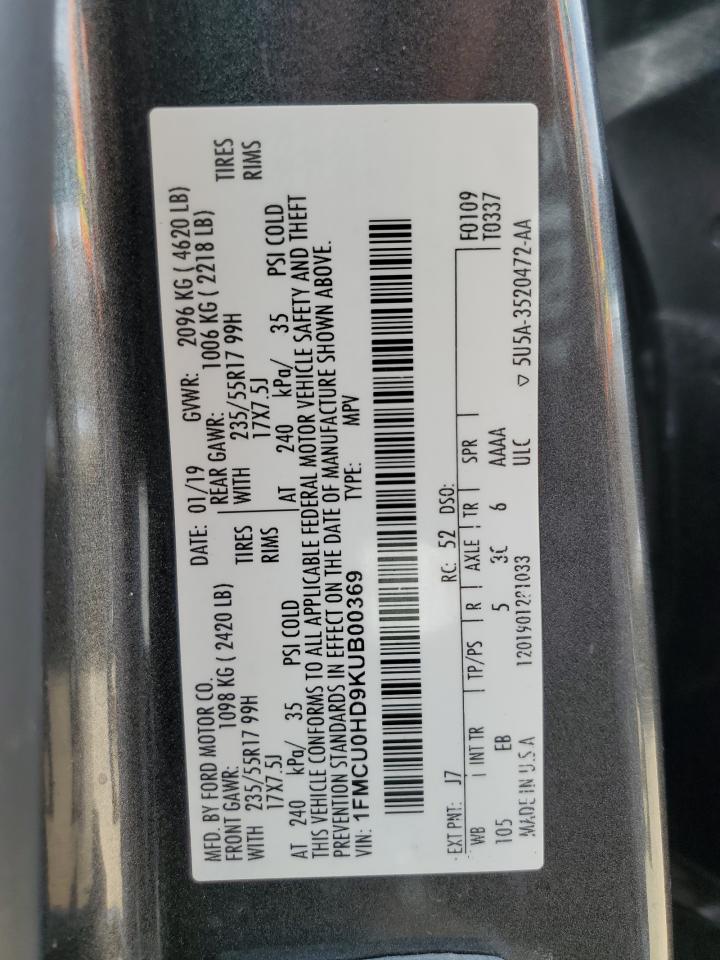 MFD. BY FORD MOTOR CO.
DATE: 01/19 GVWR: 2096 KG ( 4620 LB)
FRONT GAWR: 1098 KG ( 2420 LB) REAR GAWR: 1006 KG ( 2218 LB)
WITH 235/55R17 99H TIRES WITH 235/55R17 99H TIRES
17X7.5J RIMS 17X7.5J RIMS
AT 240 kPa/ 35 PSI COLD AT 240 kPa/ 35 PSI COLD
THIS VEHICLE CONFORMS TO ALL APPLICABLE FEDERAL MOTOR VEHICLE SAFETY AND THEFT
PREVENTION STANDARDS IN EFFECT ON THE DATE OF MANUFACTURE SHOWN ABOVE.
VIN: 1FMCU0HD9KUB00369 TYPE: MPV
EXT PNT: J7 RC: 52 DSO: F0109
WB INT TR TP/PS R AXLE TR SPR T0337
105 EB 5 3C 6 AAAA
MADE IN U.S.A ULC ▽ 5U5A-3520472-AA